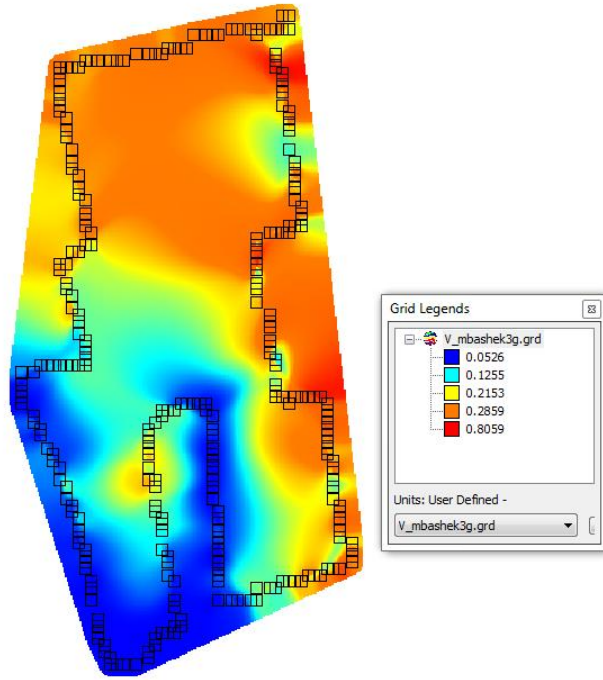 Grid Legends
V_mbashek3g.grd
0.0526
0.1255
0.2153
0.2859
0.8059
Units: User Defined -
V_mbashek3g.grd